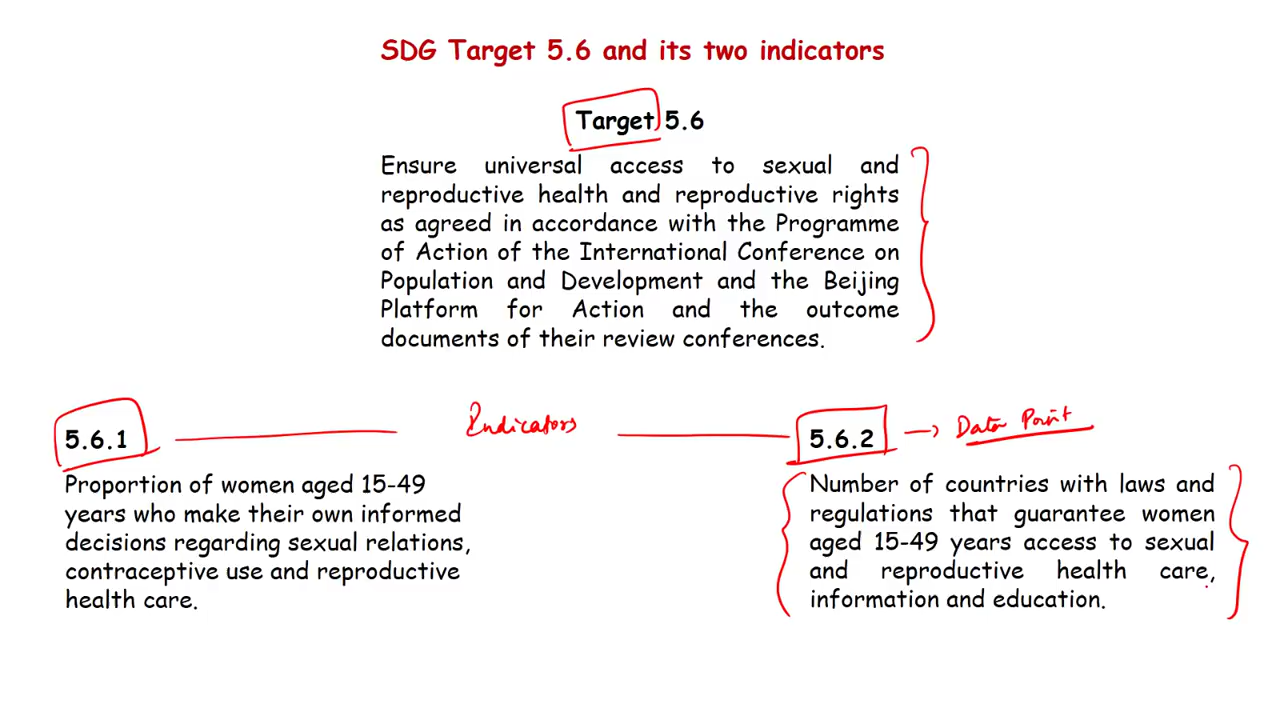 SDG Target 5.6 and its two indicators
Target 5.6
Ensure universal access to sexual and
reproductive health and reproductive rights
as agreed in accordance with the Programme
of Action of the International Conference on
Population and Development and the Beijing
Platform for Action and the outcome
documents of their review conferences.
Indicators
5.6.1
Proportion of women aged 15-49
years who make their own informed
decisions regarding sexual relations,
contraceptive use and reproductive
health care.
5.6.2 → Data Point
Number of countries with laws and
regulations that guarantee women
aged 15-49 years access to sexual
and reproductive health care,
information and education.